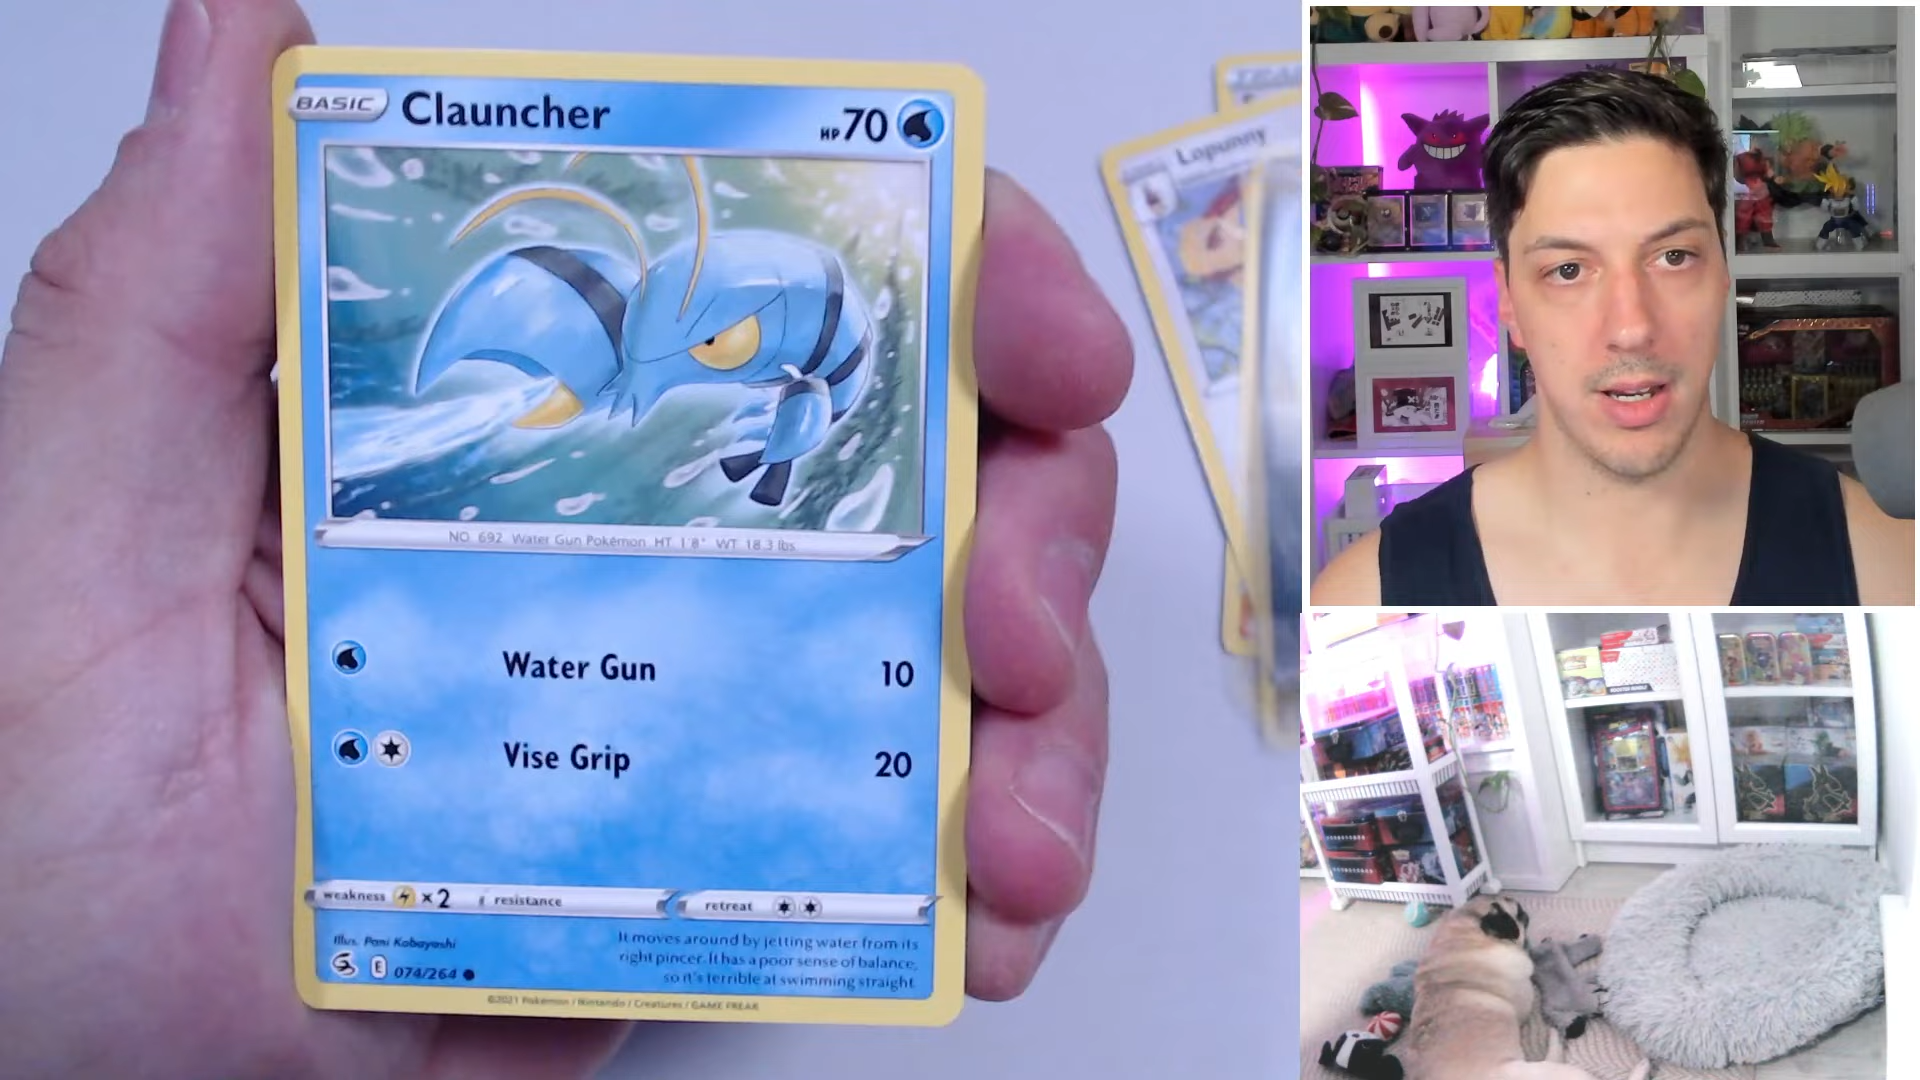 BASIC Clauncher HP 70
Lopunny
NO. 692 Water Gun Pokémon HT 1'8" WT 18.3 lbs.
Water Gun 10
Vise Grip 20
weakness ×2 resistance retreat
Illus. Pani Kobayashi
It moves around by jetting water from its
right pincer. It has a poor sense of balance,
so it's terrible at swimming straight.
E 074/264
©2021 Pokémon / Nintendo / Creatures / GAME FREAK